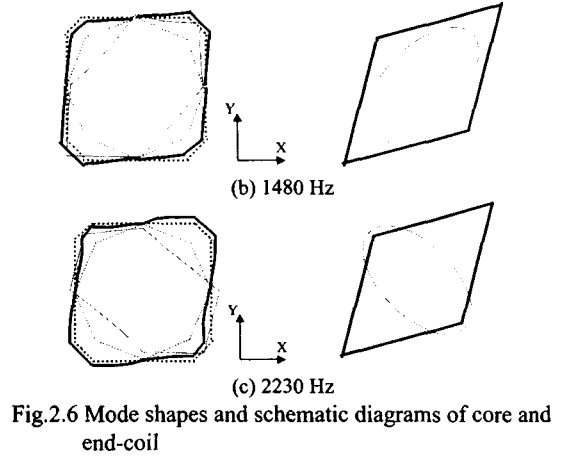 Y
X
(b) 1480 Hz
Y
X
(c) 2230 Hz
Fig.2.6 Mode shapes and schematic diagrams of core and
end-coil